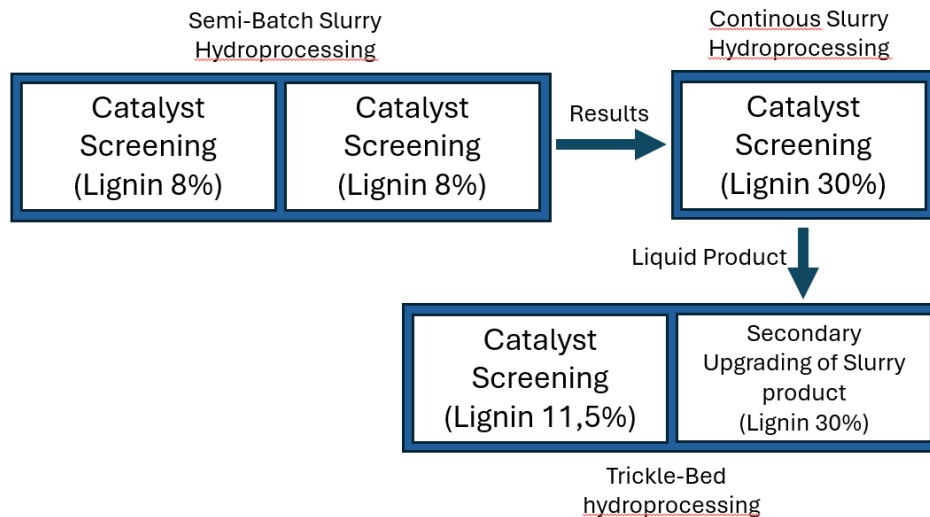 Semi-Batch Slurry
Hydroprocessing
Catalyst
Screening
(Lignin 8%)
Catalyst
Screening
(Lignin 8%)
Results
Continous Slurry
Hydroprocessing
Catalyst
Screening
(Lignin 30%)
Liquid Product
Catalyst
Screening
(Lignin 11,5%)
Secondary
Upgrading of Slurry
product
(Lignin 30%)
Trickle-Bed
hydroprocessing